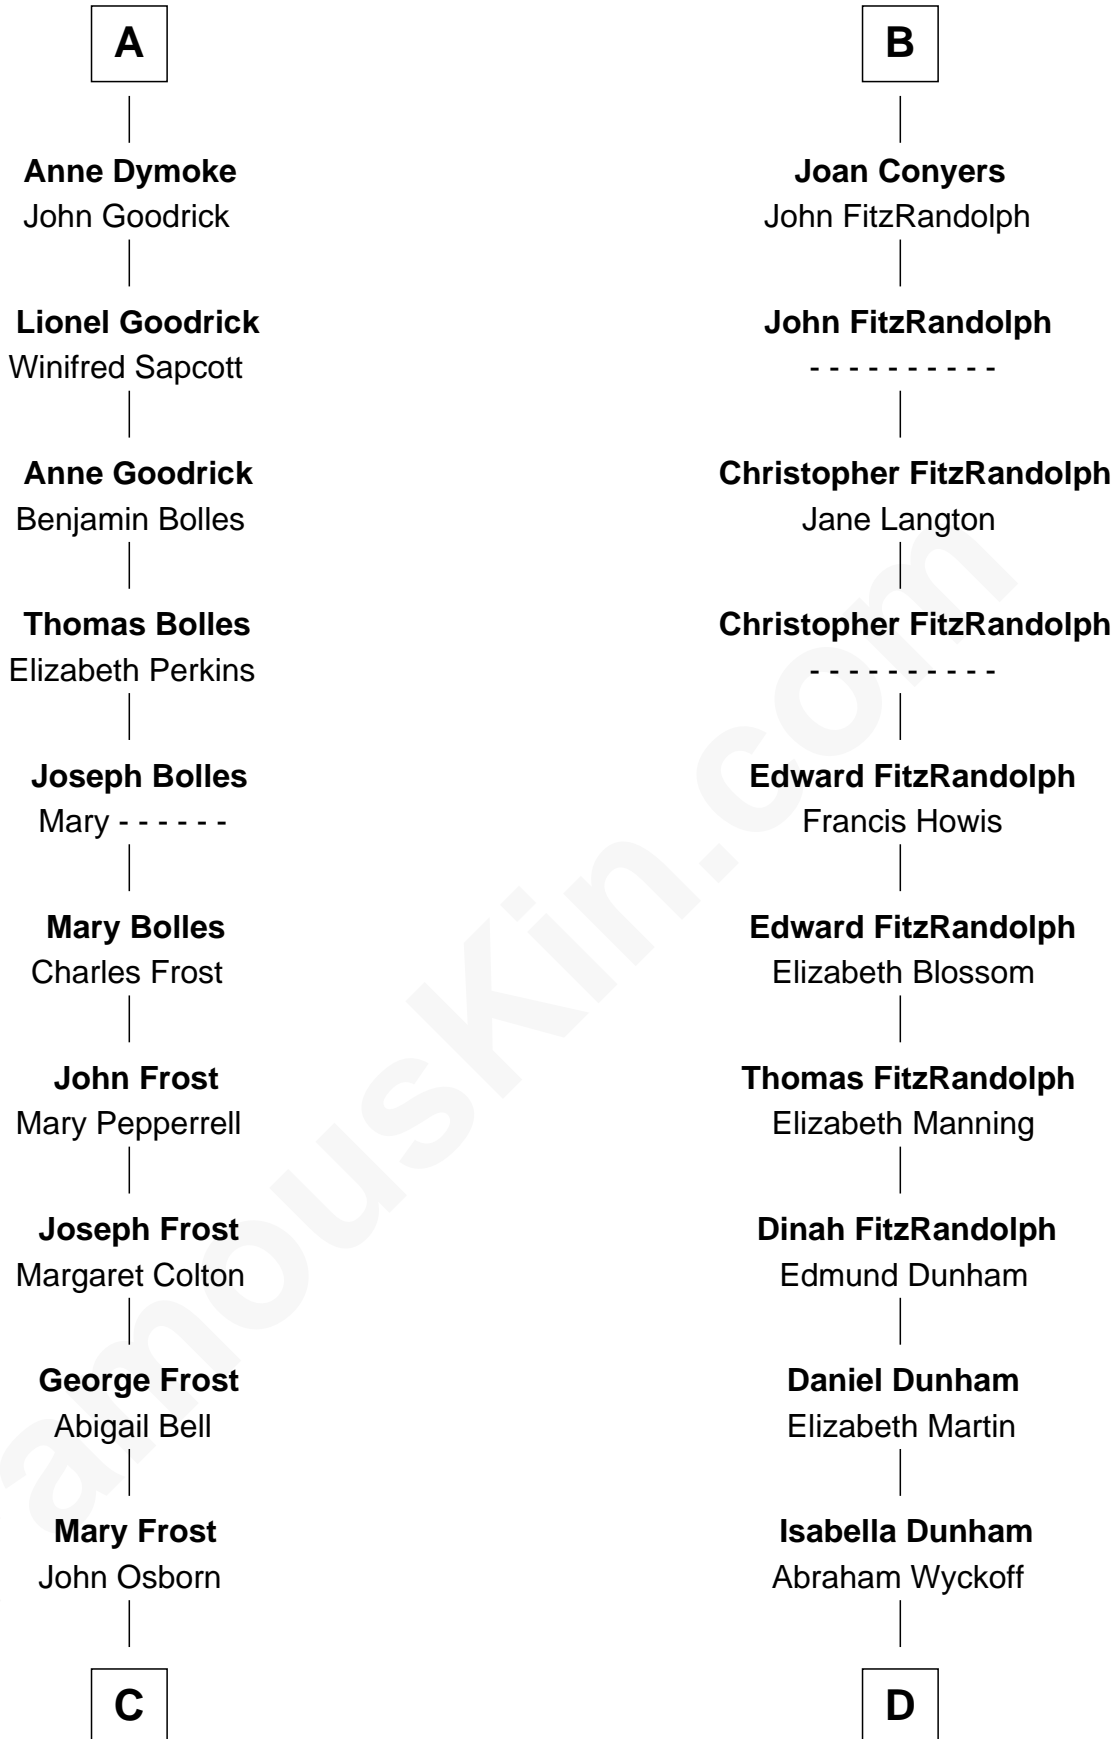 A
Anne Dymoke
John Goodrick
Lionel Goodrick
Winifred Sapcott
Anne Goodrick
Benjamin Bolles
Thomas Bolles
Elizabeth Perkins
Joseph Bolles
Mary - - - - - -
Mary Bolles
Charles Frost
John Frost
Mary Pepperrell
Joseph Frost
Margaret Colton
George Frost
Abigail Bell
Mary Frost
John Osborn
C
B
Joan Conyers
John FitzRandolph
John FitzRandolph
- - - - - - - - - -
Christopher FitzRandolph
Jane Langton
Christopher FitzRandolph
- - - - - - - - - -
Edward FitzRandolph
Francis Howis
Edward FitzRandolph
Elizabeth Blossom
Thomas FitzRandolph
Elizabeth Manning
Dinah FitzRandolph
Edmund Dunham
Daniel Dunham
Elizabeth Martin
Isabella Dunham
Abraham Wyckoff
D
amousKin.com